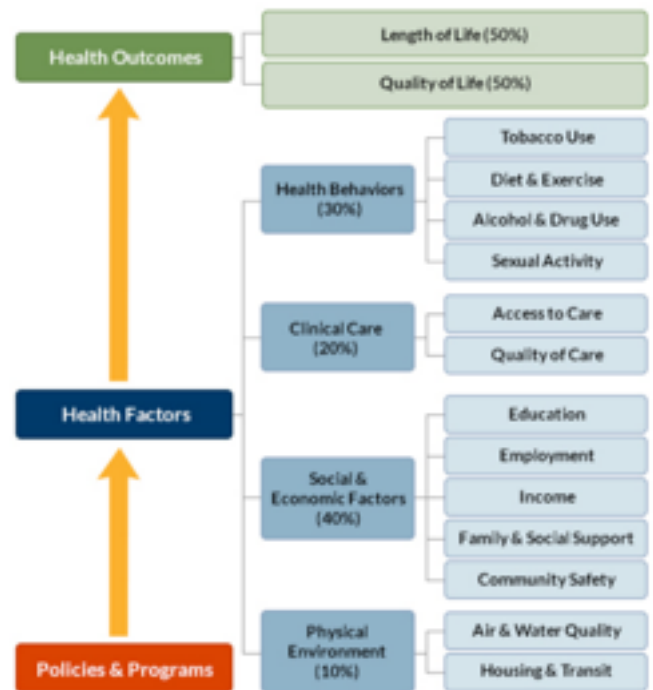 Health Outcomes
Length of Life (50%)
Quality of Life (50%)
Health Factors
Health Behaviors
(30%)
Tobacco Use
Diet & Exercise
Alcohol & Drug Use
Sexual Activity
Clinical Care
(20%)
Access to Care
Quality of Care
Social &
Economic Factors
(40%)
Education
Employment
Income
Family & Social Support
Community Safety
Physical
Environment
(10%)
Air & Water Quality
Housing & Transit
Policies & Programs